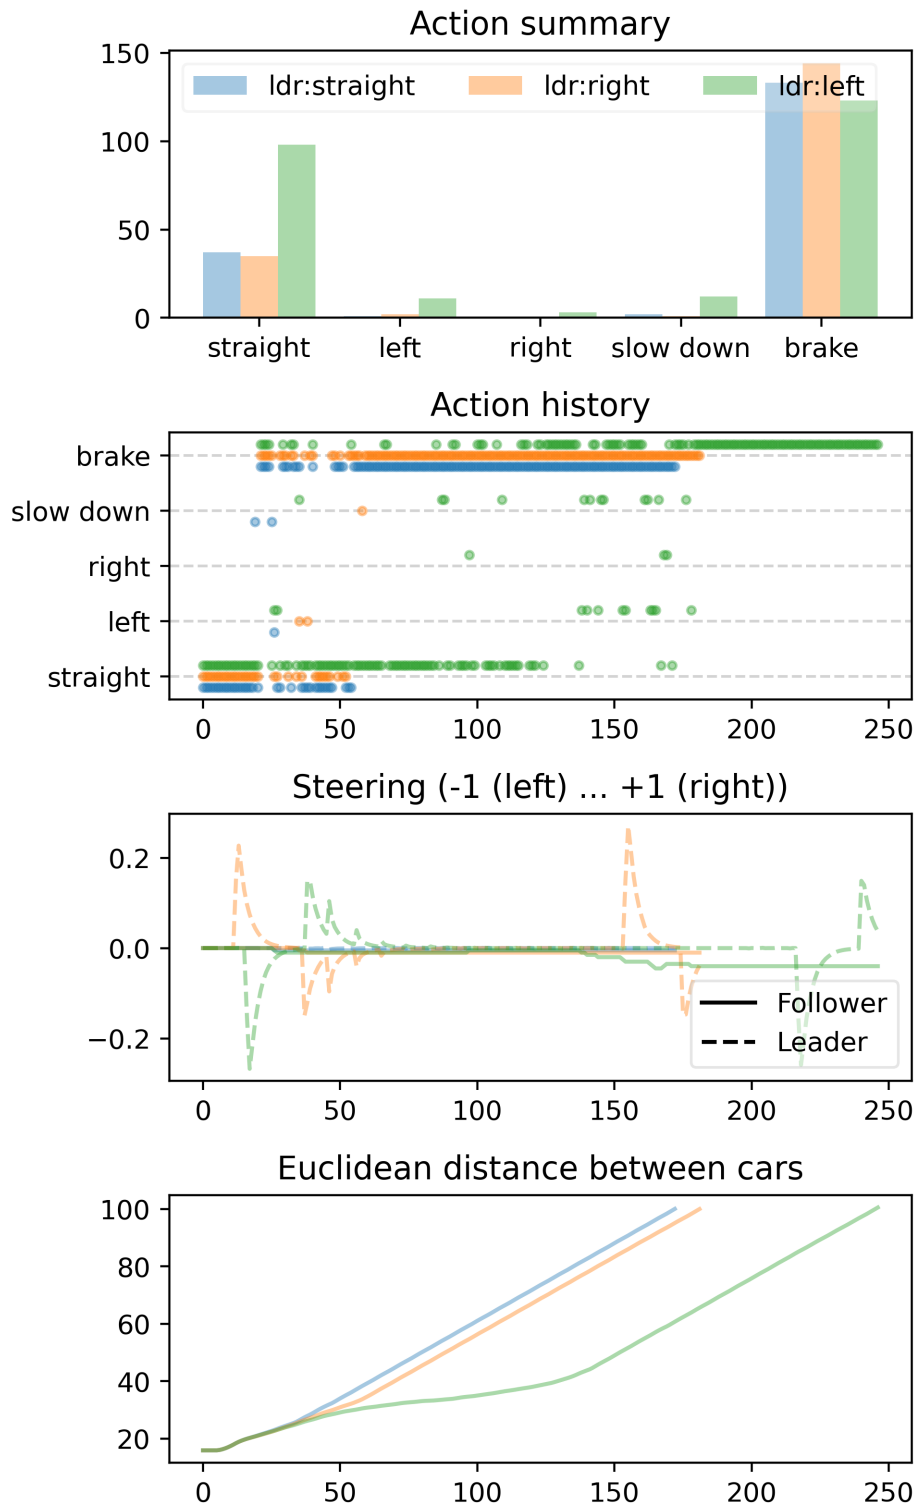 Action summary
150
ldr:straight ldr:right ldr:left
100
50
0
straight left right slow down brake
Action history
brake
slow down
right
left
straight
0 50 100 150 200 250
Steering (-1 (left) ... +1 (right))
0.2
0.0
Follower
−0.2
Leader
0 50 100 150 200 250
Euclidean distance between cars
100
80
60
40
20
0 50 100 150 200 250